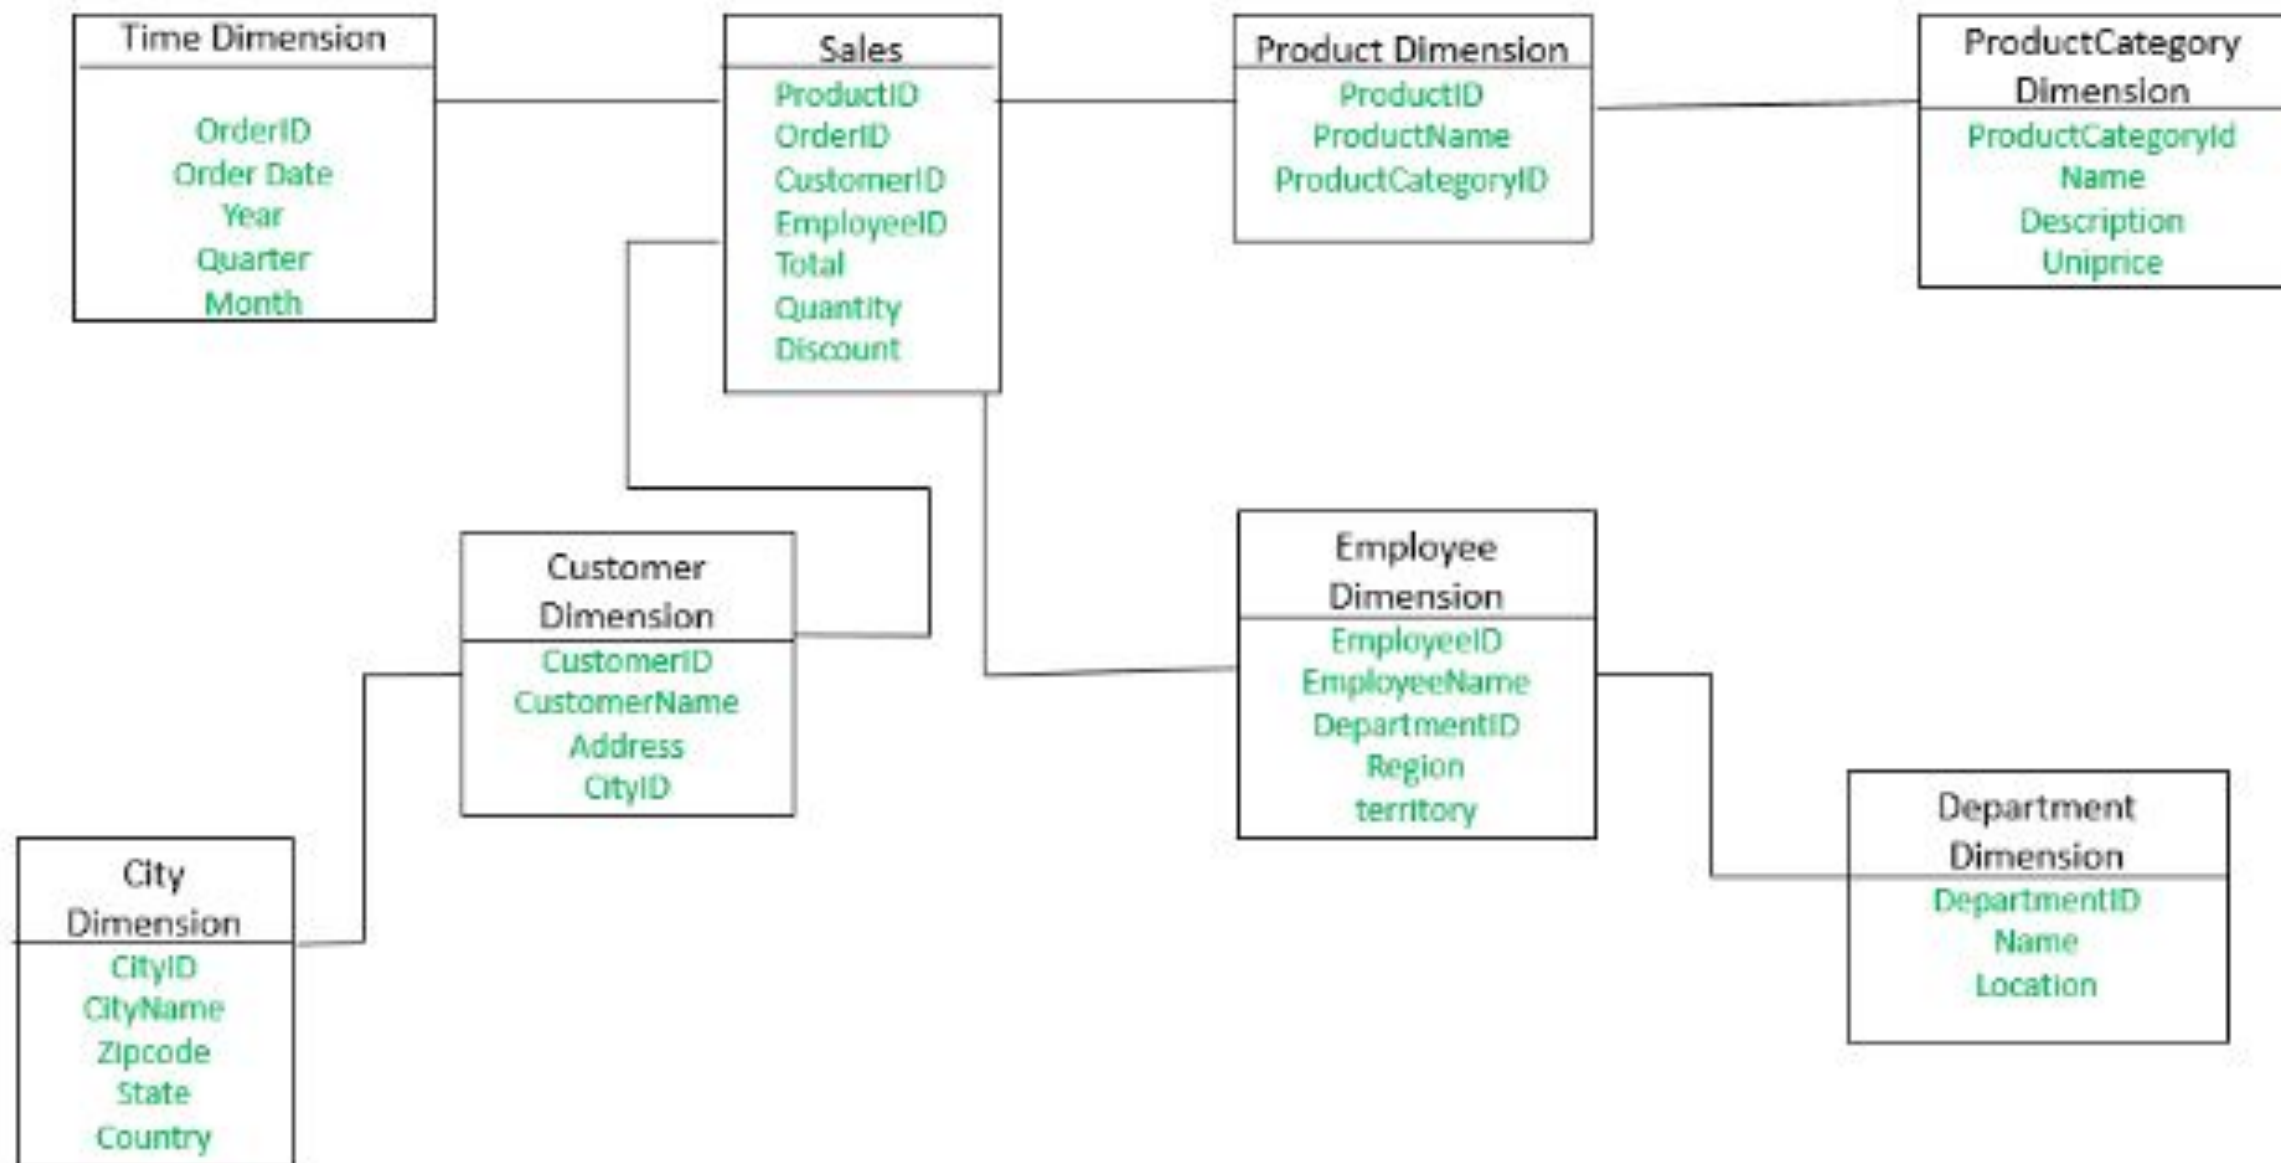 Time Dimension
OrderID
Order Date
Year
Quarter
Month
Sales
ProductID
OrderID
CustomerID
EmployeeID
Total
Quantity
Discount
Product Dimension
ProductID
ProductName
ProductCategoryID
ProductCategory
Dimension
ProductCategoryId
Name
Description
Uniprice
Customer
Dimension
CustomerID
CustomerName
Address
CityID
Employee
Dimension
EmployeeID
EmployeeName
DepartmentID
Region
territory
City
Dimension
CityID
CityName
Zipcode
State
Country
Department
Dimension
DepartmentID
Name
Location